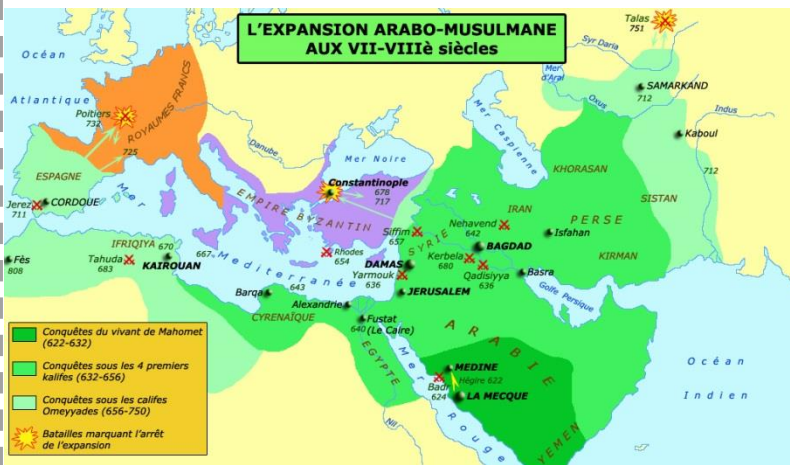 L'EXPANSION ARABO-MUSULMANE
AUX VII-VIIIè siècles
Talas
751
Syr Daria
Mer
d'Aral
SAMARKAND
712
Oxus
Indus
Kaboul
712
Océan
Atlantique
Poitiers
732
ROYAUMES FRANCS
725
Danube
Mer Noire
Mer Caspienne
KHORASAN
SISTAN
ESPAGNE
CORDOUE
Jerez
711
Mer
Mediterranée
Constantinople
678
717
EMPIRE BYZANTIN
Siffim
657
SYRIE
Nehavend
642
IRAN
PERSE
Isfahan
KIRMAN
BAGDAD
Kerbela
680
Qadisiyya
636
Basra
Golfe Persique
IFRIQIYA
670
667
Rhodes
654
DAMAS
Yarmouk
636
JERUSALEM
Fès
808
Tahuda
683
KAIROUAN
Barqa
643
CYRENAÏQUE
Alexandrie
640
Fustat
(Le Caire)
EGYPTE
Nil
Mer Rouge
ARABIE
MEDINE
Hégire 622
Badr
624
LA MECQUE
YEMEN
Océan
Indien
Conquêtes du vivant de Mahomet
(622-632)
Conquêtes sous les 4 premiers
kalifes (632-656)
Conquêtes sous les califes
Omeyyades (656-750)
Batailles marquant l'arrêt
de l'expansion